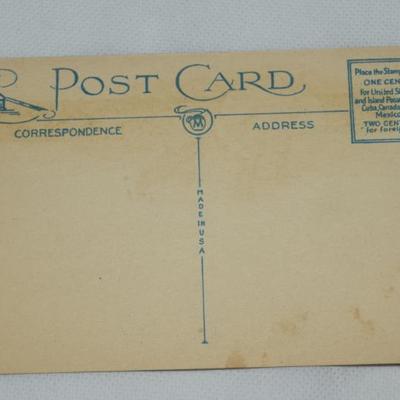 POST CARD
CORRESPONDENCE
ADDRESS
MADE IN U.S.A.
Place the Stamp
ONE CENT
For United S
and Island Poss
Cuba, Canada
Mexico
TWO CENT
for foreig
M